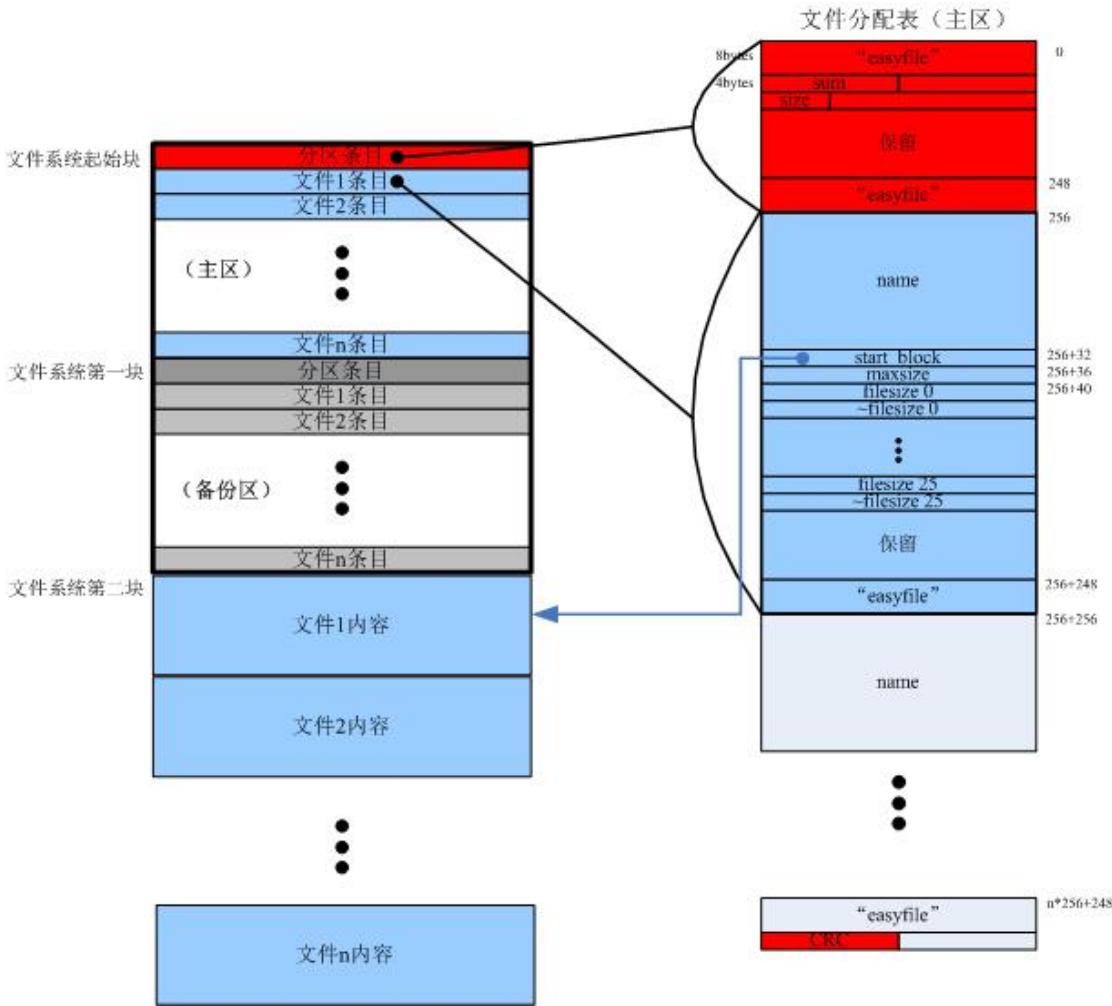 文件分配表（主区）
8bytes
“easyfile”
0
4bytes
sum
size
保留
248
“easyfile”
256
文件系统起始块
分区条目
文件1条目
文件2条目
（主区）
文件n条目
文件系统第一块
分区条目
文件1条目
文件2条目
（备份区）
文件n条目
文件系统第二块
文件1内容
文件2内容
文件n内容
name
start_block
256+32
maxsize
256+36
filesize 0
256+40
~filesize 0
filesize 25
~filesize 25
保留
256+248
“easyfile”
256+256
name
n*256+248
“easyfile”
CRC